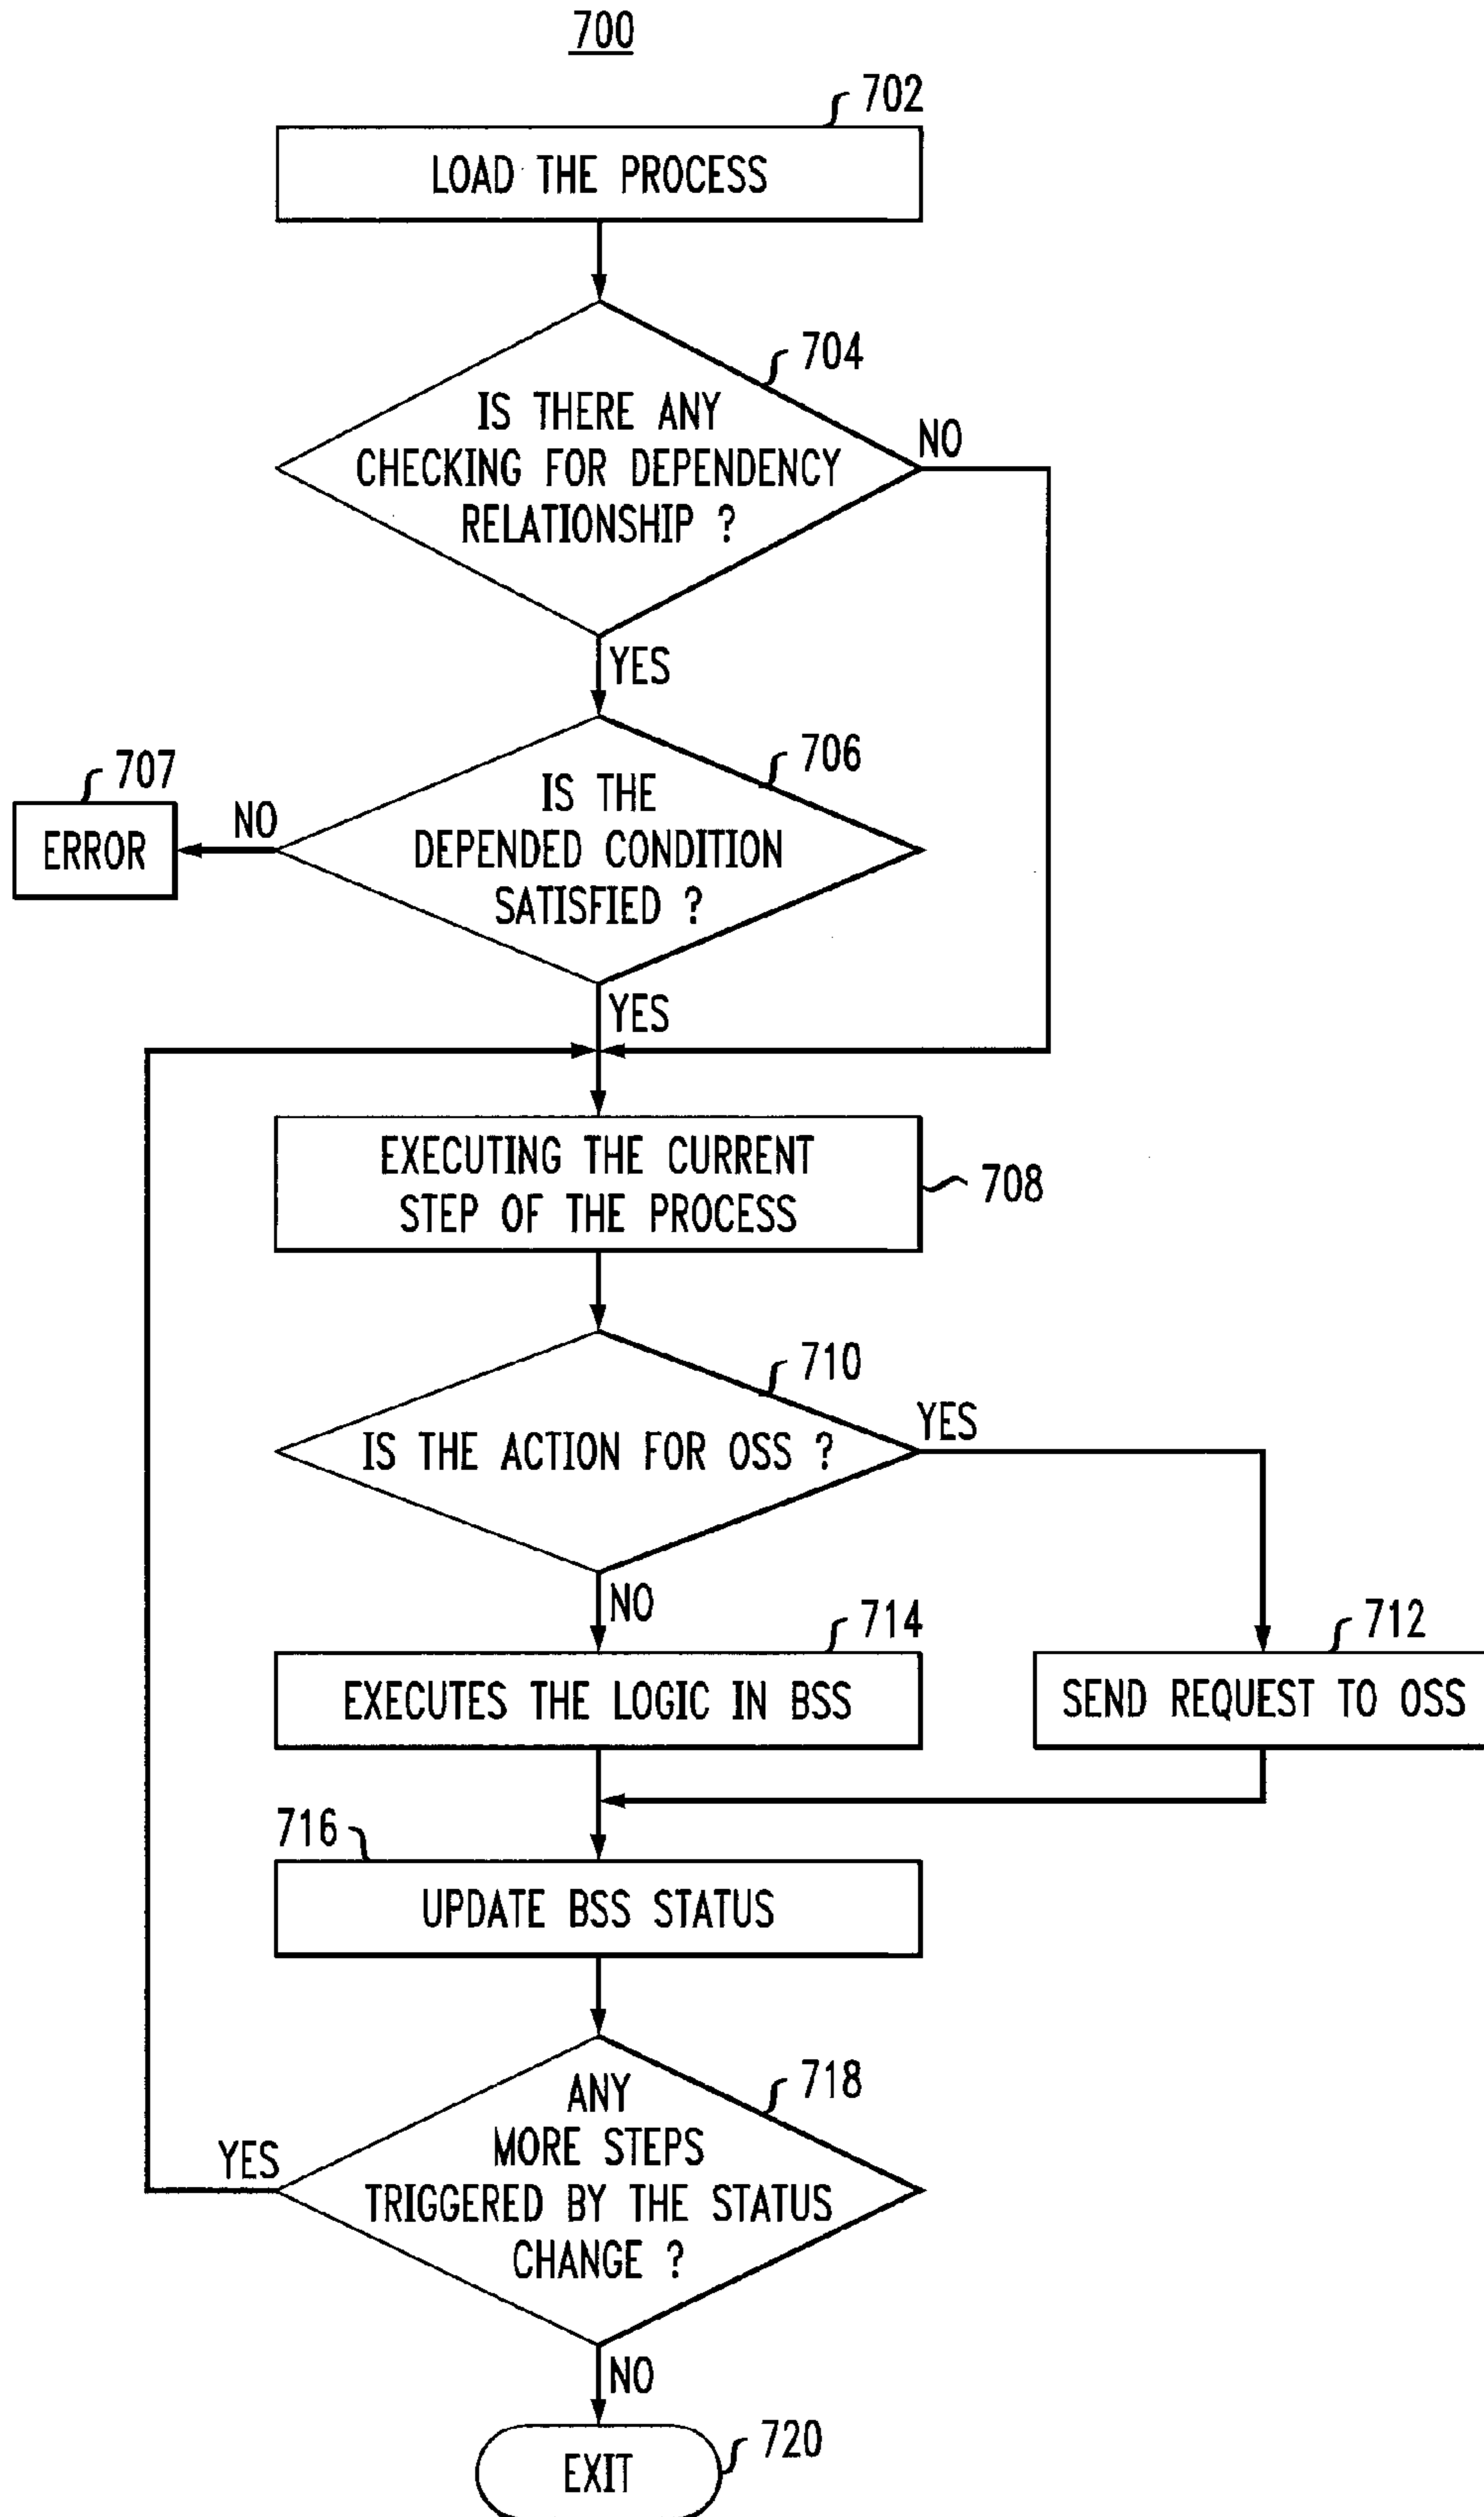 700
702
LOAD THE PROCESS
704
IS THERE ANY
CHECKING FOR DEPENDENCY
RELATIONSHIP ?
NO
YES
706
707
IS THE
DEPENDED CONDITION
SATISFIED ?
NO
ERROR
YES
EXECUTING THE CURRENT
STEP OF THE PROCESS
708
710
IS THE ACTION FOR OSS ?
YES
NO
714
712
EXECUTES THE LOGIC IN BSS
SEND REQUEST TO OSS
716
UPDATE BSS STATUS
718
ANY
MORE STEPS
TRIGGERED BY THE STATUS
CHANGE ?
YES
NO
720
EXIT